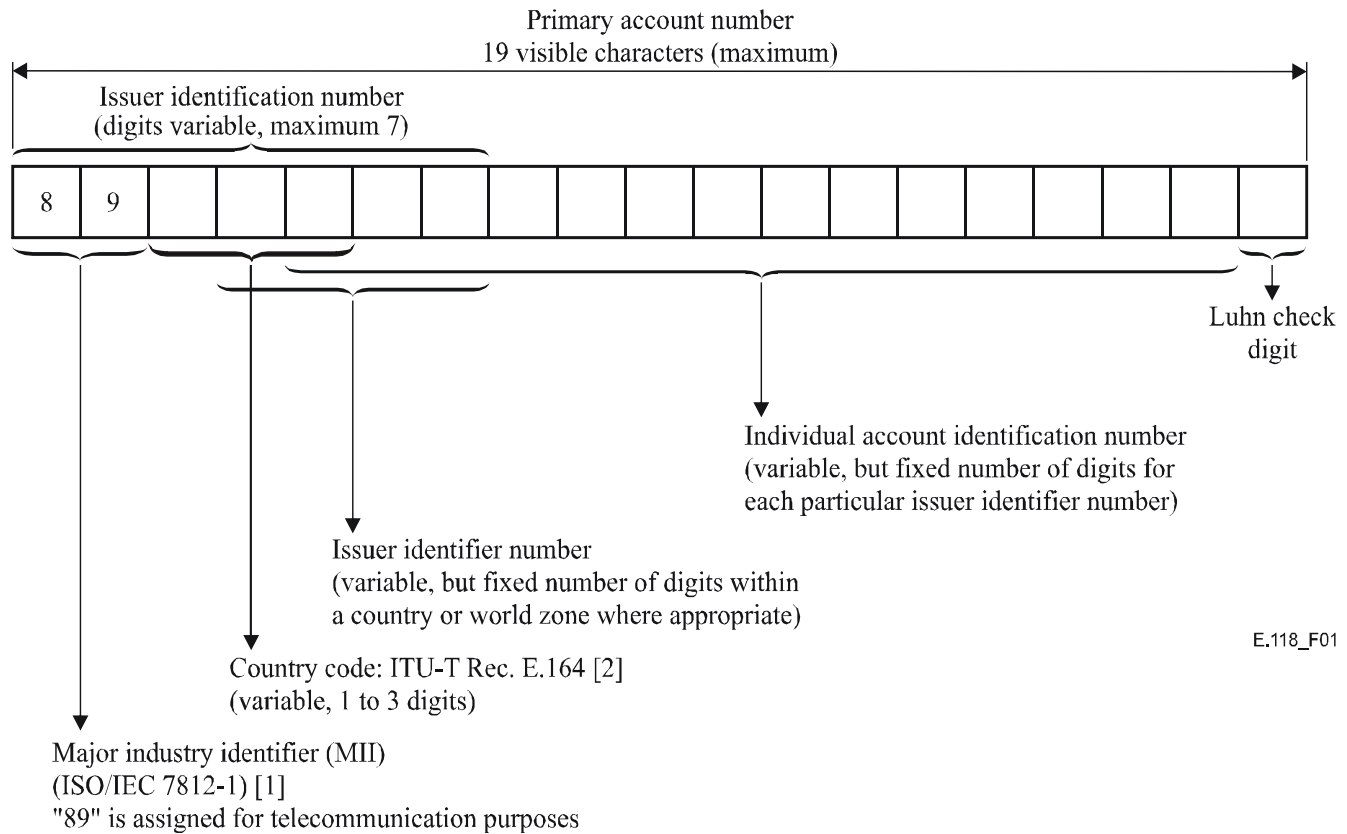 Primary account number
19 visible characters (maximum)
Issuer identification number
(digits variable, maximum 7)
8 9
Luhn check
digit
Individual account identification number
(variable, but fixed number of digits for
each particular issuer identifier number)
Issuer identifier number
(variable, but fixed number of digits within
a country or world zone where appropriate)
E.118_F01
Country code: ITU-T Rec. E.164 [2]
(variable, 1 to 3 digits)
Major industry identifier (MII)
(ISO/IEC 7812-1) [1]
"89" is assigned for telecommunication purposes